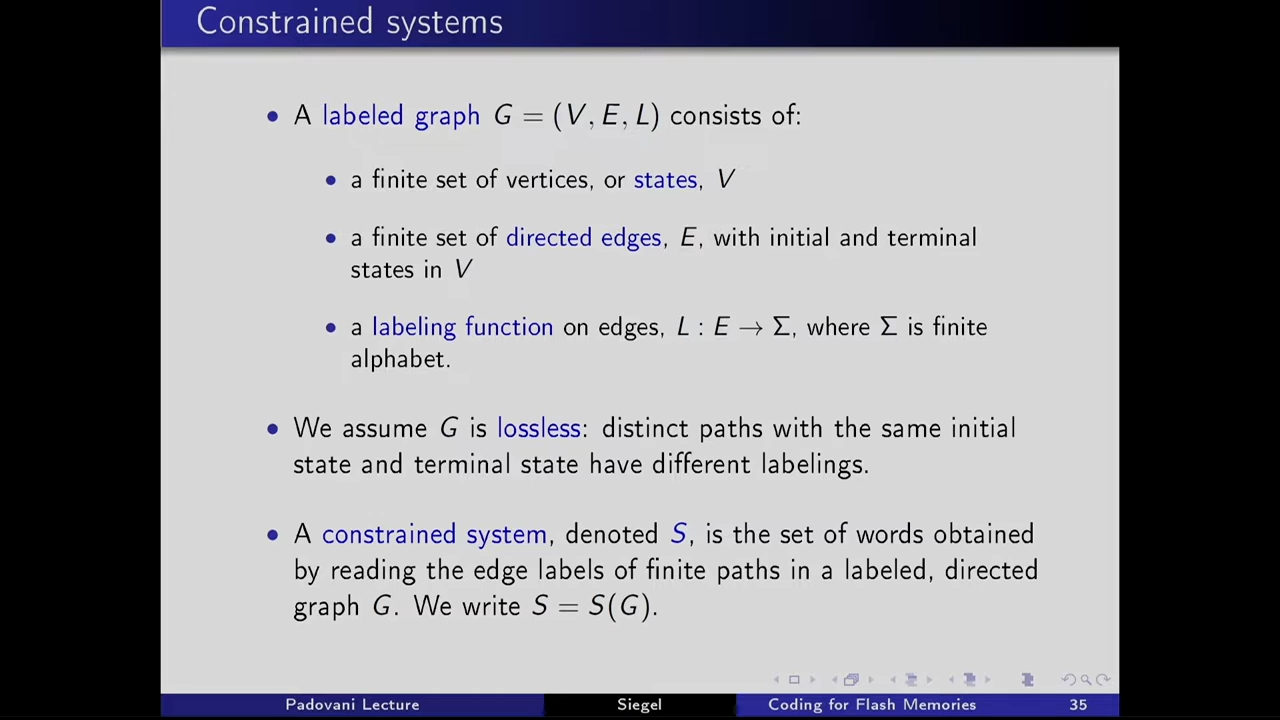 Constrained systems
• A labeled graph G = (V, E, L) consists of:
• a finite set of vertices, or states, V
• a finite set of directed edges, E, with initial and terminal
states in V
• a labeling function on edges, L : E → Σ, where Σ is finite
alphabet.
• We assume G is lossless: distinct paths with the same initial
state and terminal state have different labelings.
• A constrained system, denoted S, is the set of words obtained
by reading the edge labels of finite paths in a labeled, directed
graph G. We write S = S(G).
Padovani Lecture Siegel Coding for Flash Memories 35